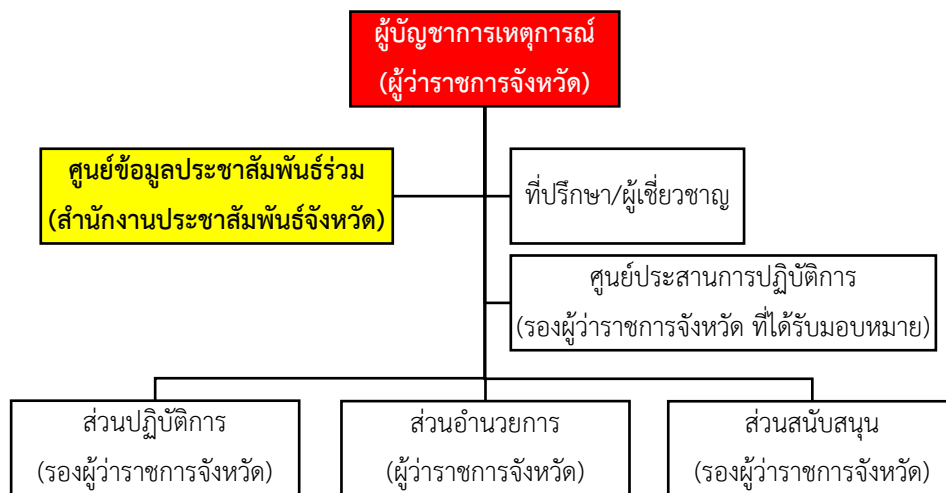 ผู้บัญชาการเหตุการณ์
(ผู้ว่าราชการจังหวัด)
ศูนย์ข้อมูลประชาสัมพันธ์ร่วม
(สำนักงานประชาสัมพันธ์จังหวัด)
ที่ปรึกษา/ผู้เชี่ยวชาญ
ศูนย์ประสานการปฏิบัติการ
(รองผู้ว่าราชการจังหวัด ที่ได้รับมอบหมาย)
ส่วนปฏิบัติการ
(รองผู้ว่าราชการจังหวัด)
ส่วนอำนวยการ
(ผู้ว่าราชการจังหวัด)
ส่วนสนับสนุน
(รองผู้ว่าราชการจังหวัด)